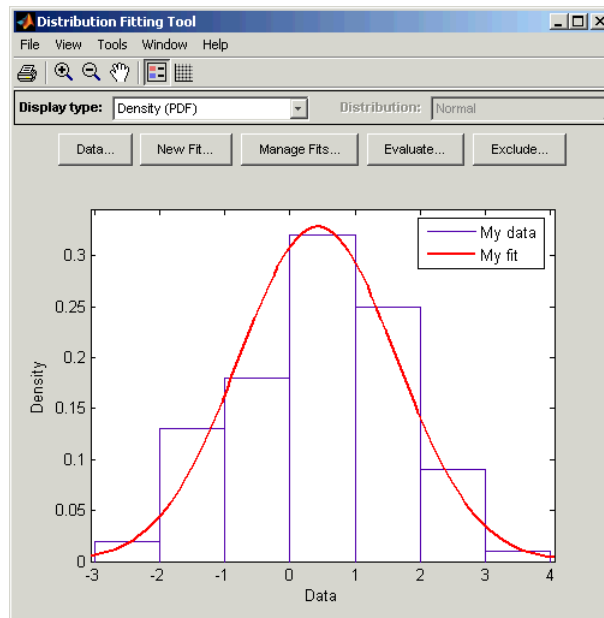 Distribution Fitting Tool
File View Tools Window Help
Display type: Density (PDF) Distribution: Normal
Data... New Fit... Manage Fits... Evaluate... Exclude...
My data
My fit
0.3
0.25
0.2
0.15
0.1
0.05
0
Density
-3 -2 -1 0 1 2 3 4
Data